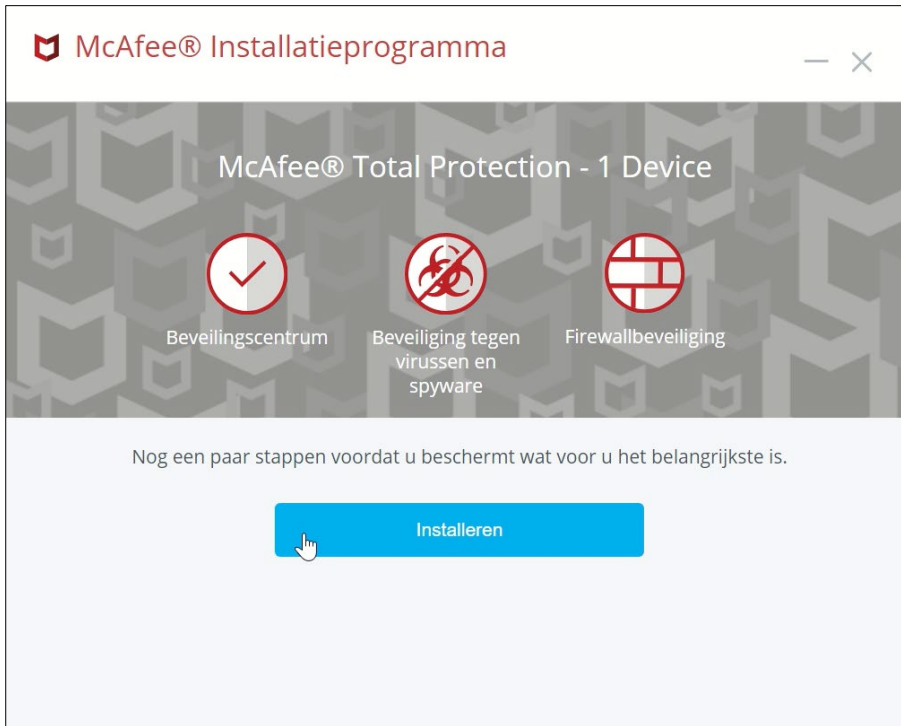 McAfee® Installatieprogramma
McAfee® Total Protection - 1 Device
Beveilingscentrum
Beveiliging tegen
virussen en
spyware
Firewallbeveiliging
Nog een paar stappen voordat u beschermt wat voor u het belangrijkste is.
Installeren